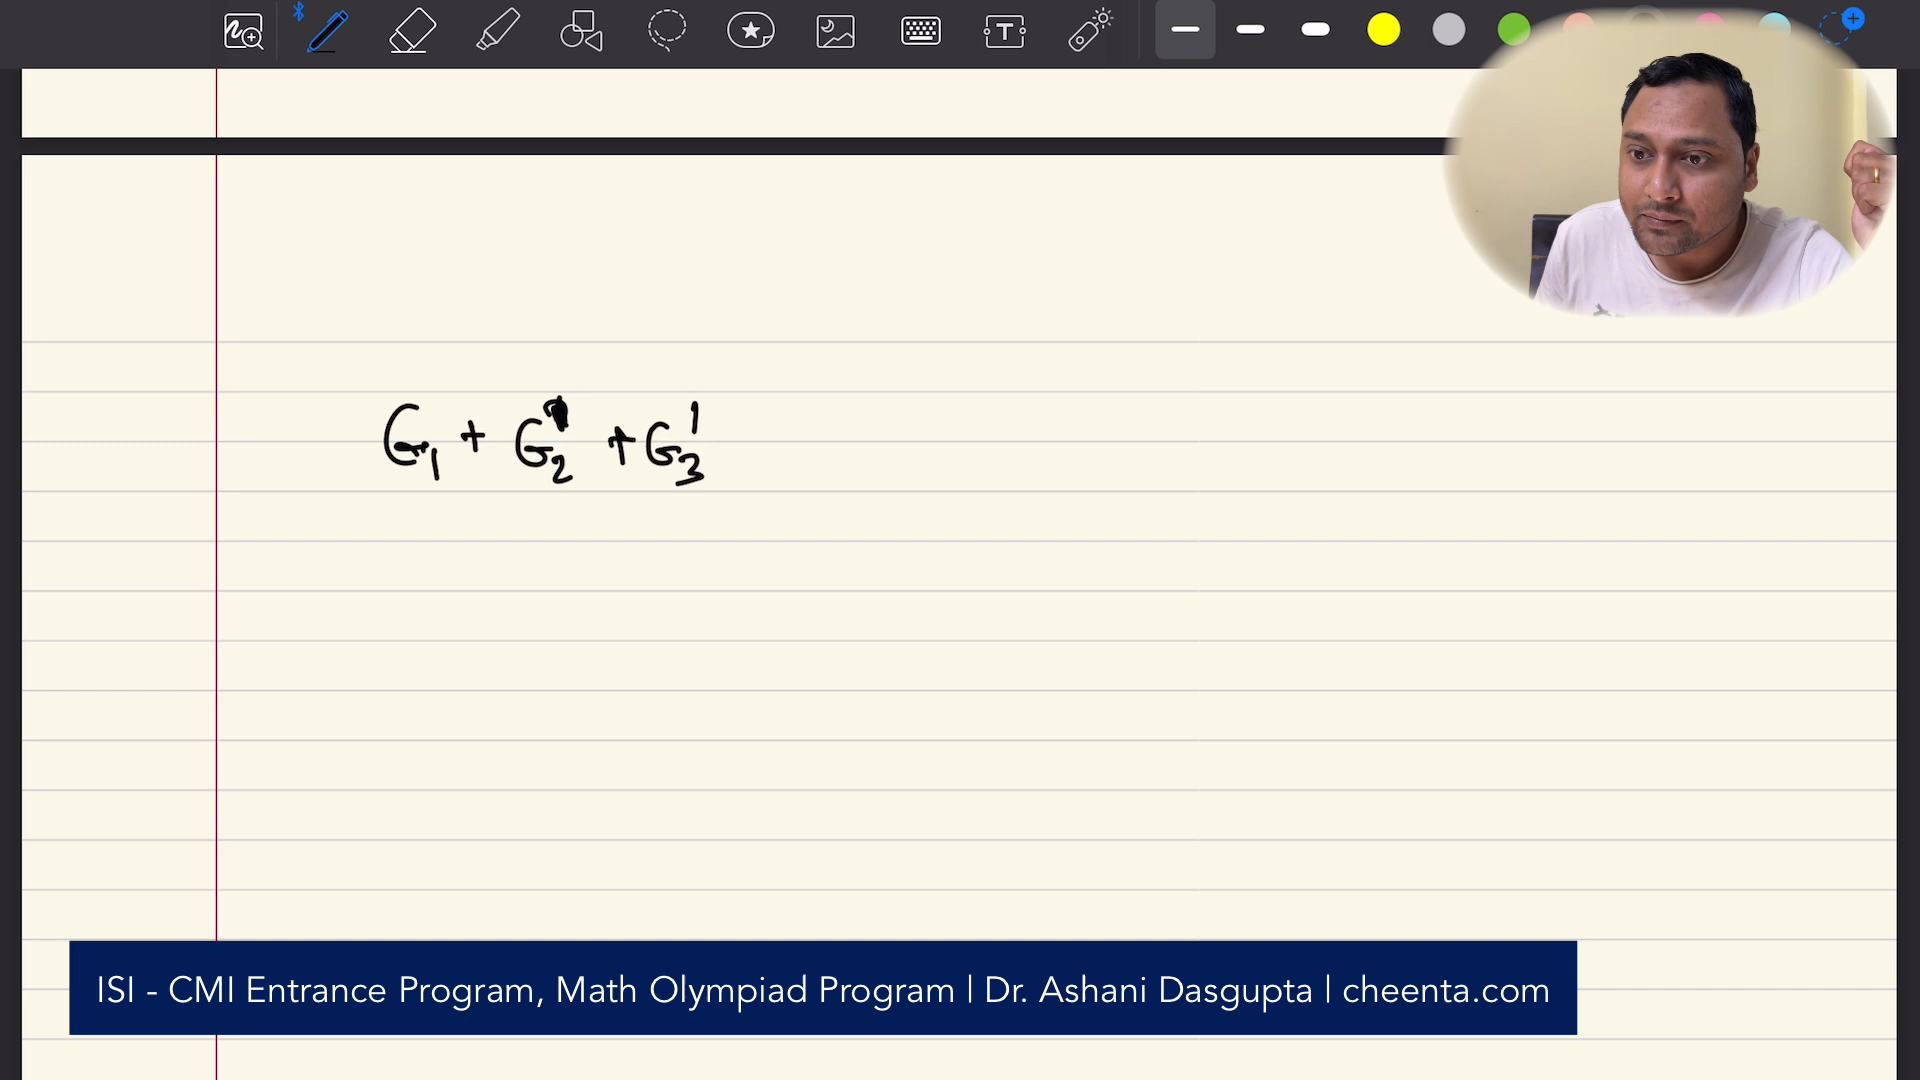 T
G₁ + G₂' + G₃'
ISI - CMI Entrance Program, Math Olympiad Program | Dr. Ashani Dasgupta | cheenta.com